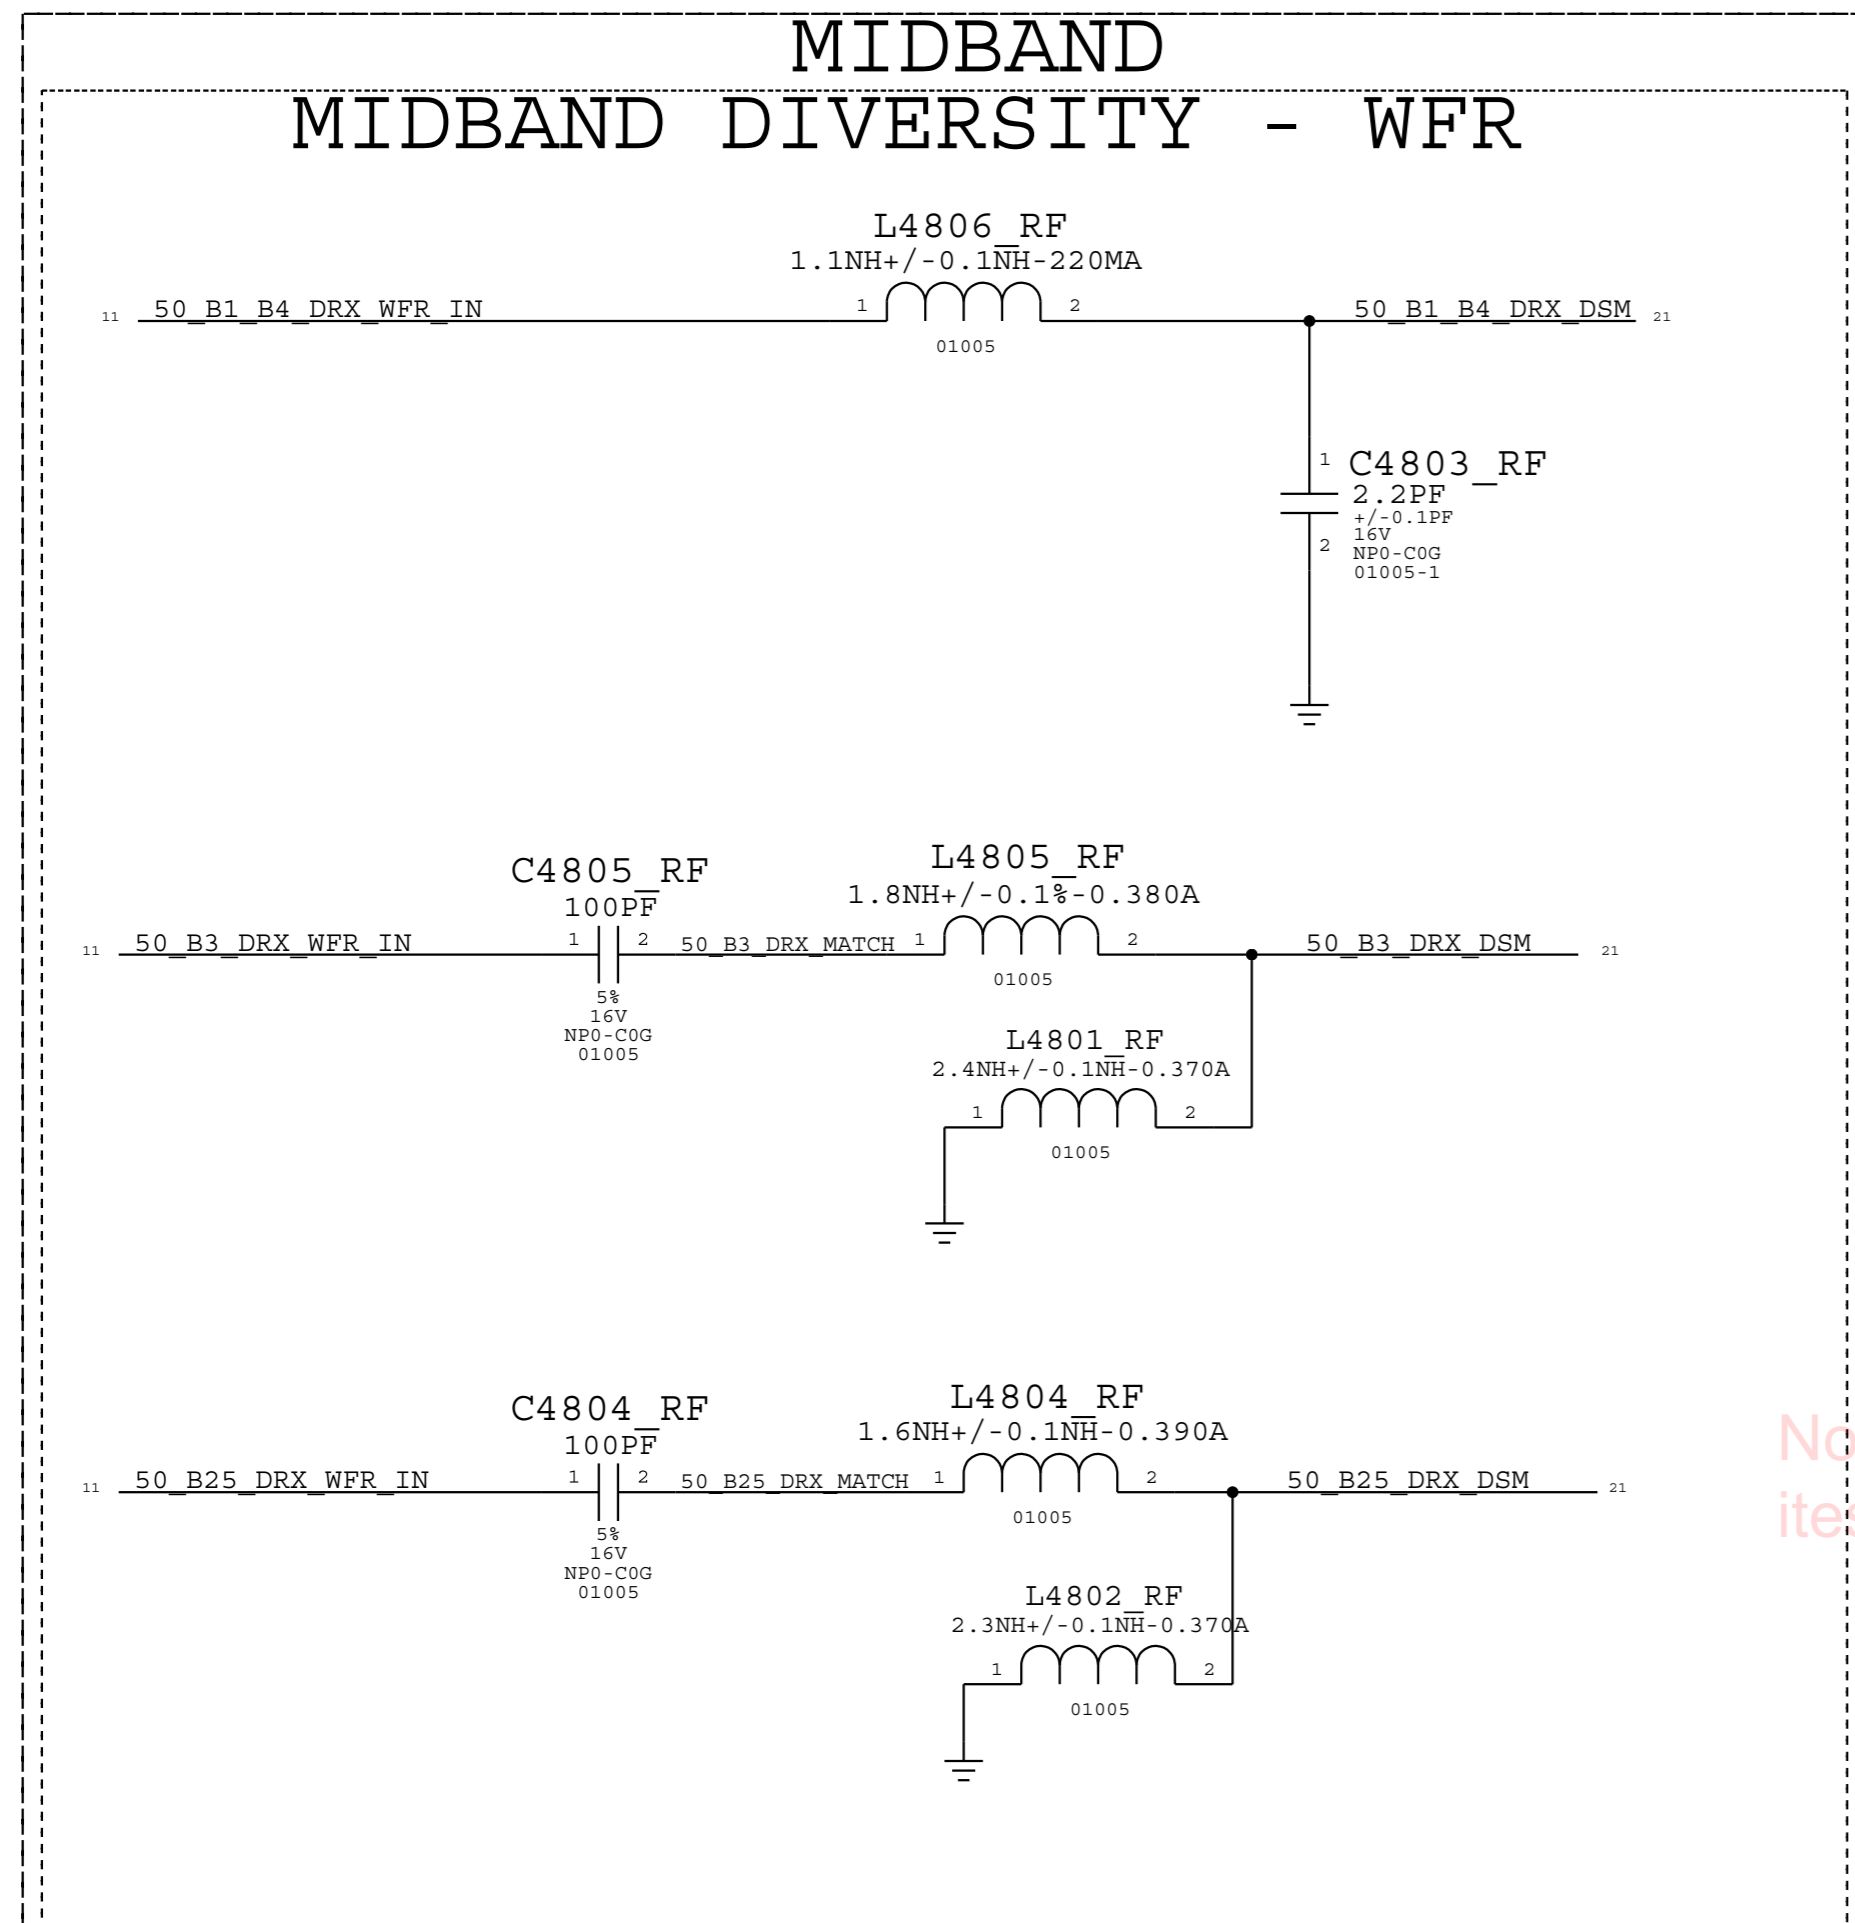 MIDBAND
MIDBAND DIVERSITY - WFR
L4806_RF
1.1NH+/-0.1NH-220MA
11 50_B1_B4_DRX_WFR_IN 1 2 50_B1_B4_DRX_DSM 21
01005
1 C4803_RF
2.2PF
+/-0.1PF
16V
2 NP0-C0G
01005-1
C4805_RF
100PF
L4805_RF
1.8NH+/-0.1%-0.380A
11 50_B3_DRX_WFR_IN 1 2 50_B3_DRX_MATCH 1 2 50_B3_DRX_DSM 21
01005
5%
16V
NP0-C0G
01005
L4801_RF
2.4NH+/-0.1NH-0.370A
1 2
01005
C4804_RF
100PF
L4804_RF
1.6NH+/-0.1NH-0.390A
11 50_B25_DRX_WFR_IN 1 2 50_B25_DRX_MATCH 1 2 50_B25_DRX_DSM 21
01005
5%
16V
NP0-C0G
01005
L4802_RF
2.3NH+/-0.1NH-0.370A
1 2
01005
No
ites